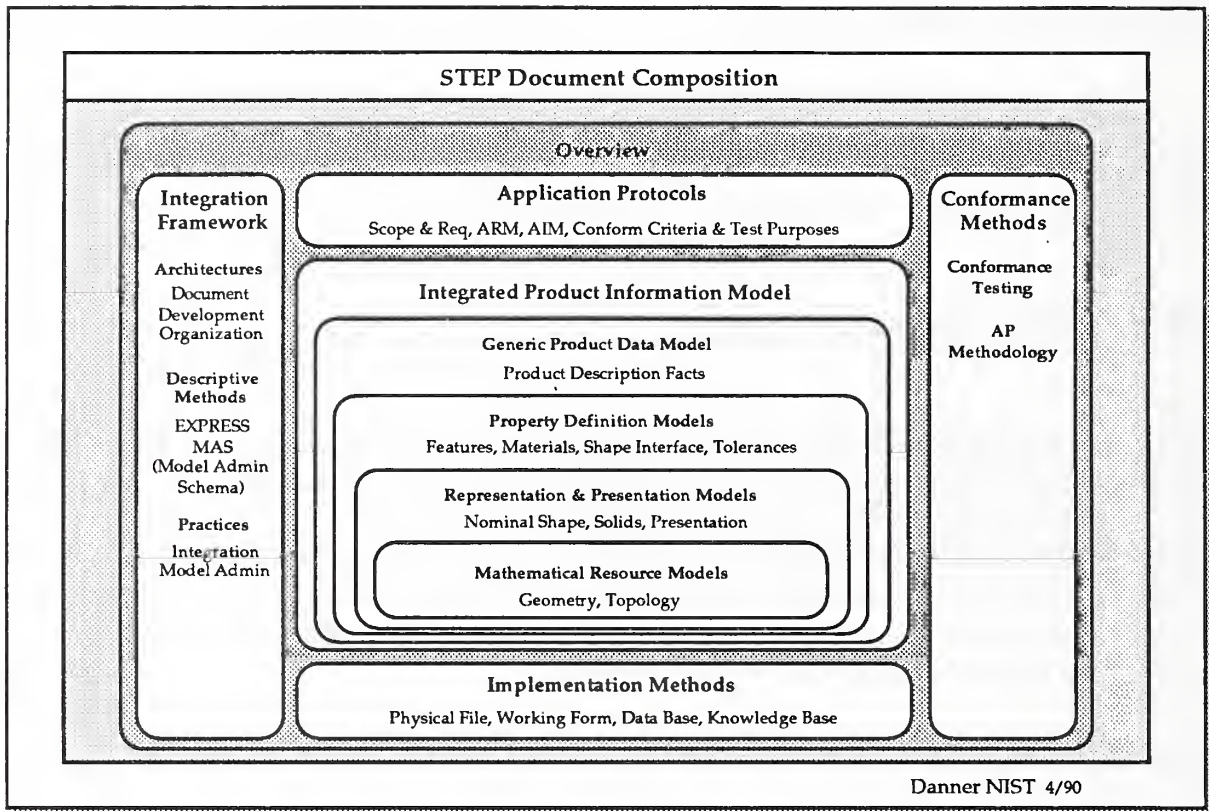 STEP Document Composition
Overview
Integration
Framework
Architectures
Document
Development
Organization
Descriptive
Methods
EXPRESS
MAS
(Model Admin
Schema)
Practices
Integration
Model Admin
Application Protocols
Scope & Req, ARM, AIM, Conform Criteria & Test Purposes
Integrated Product Information Model
Generic Product Data Model
Product Description Facts
Property Definition Models
Features, Materials, Shape Interface, Tolerances
Representation & Presentation Models
Nominal Shape, Solids, Presentation
Mathematical Resource Models
Geometry, Topology
Implementation Methods
Physical File, Working Form, Data Base, Knowledge Base
Conformance
Methods
Conformance
Testing
AP
Methodology
Danner NIST 4/90